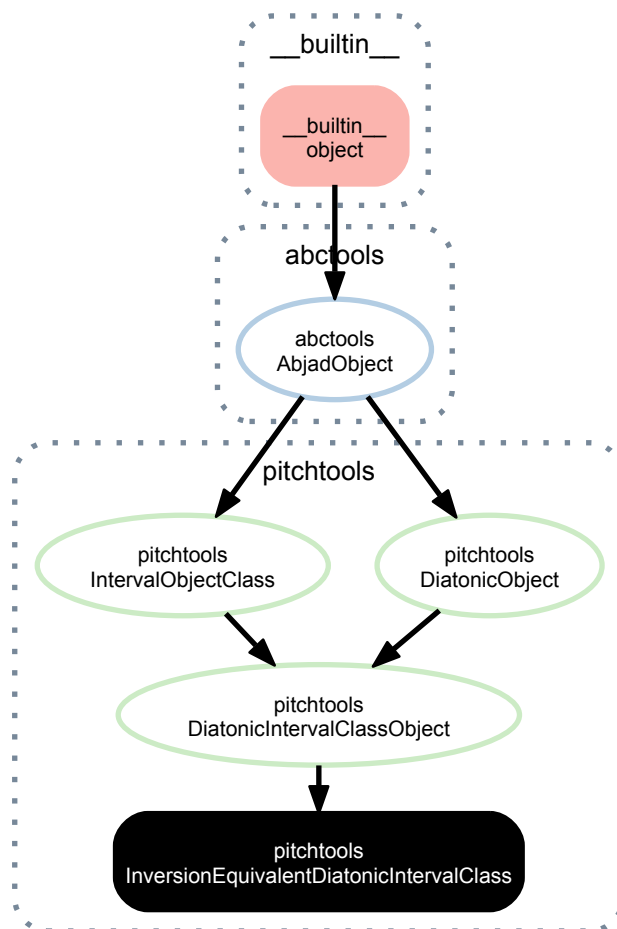 __builtin__
__builtin__
object
abctools
abctools
AbjadObject
pitchtools
pitchtools
IntervalObjectClass
pitchtools
DiatonicObject
pitchtools
DiatonicIntervalClassObject
pitchtools
InversionEquivalentDiatonicIntervalClass